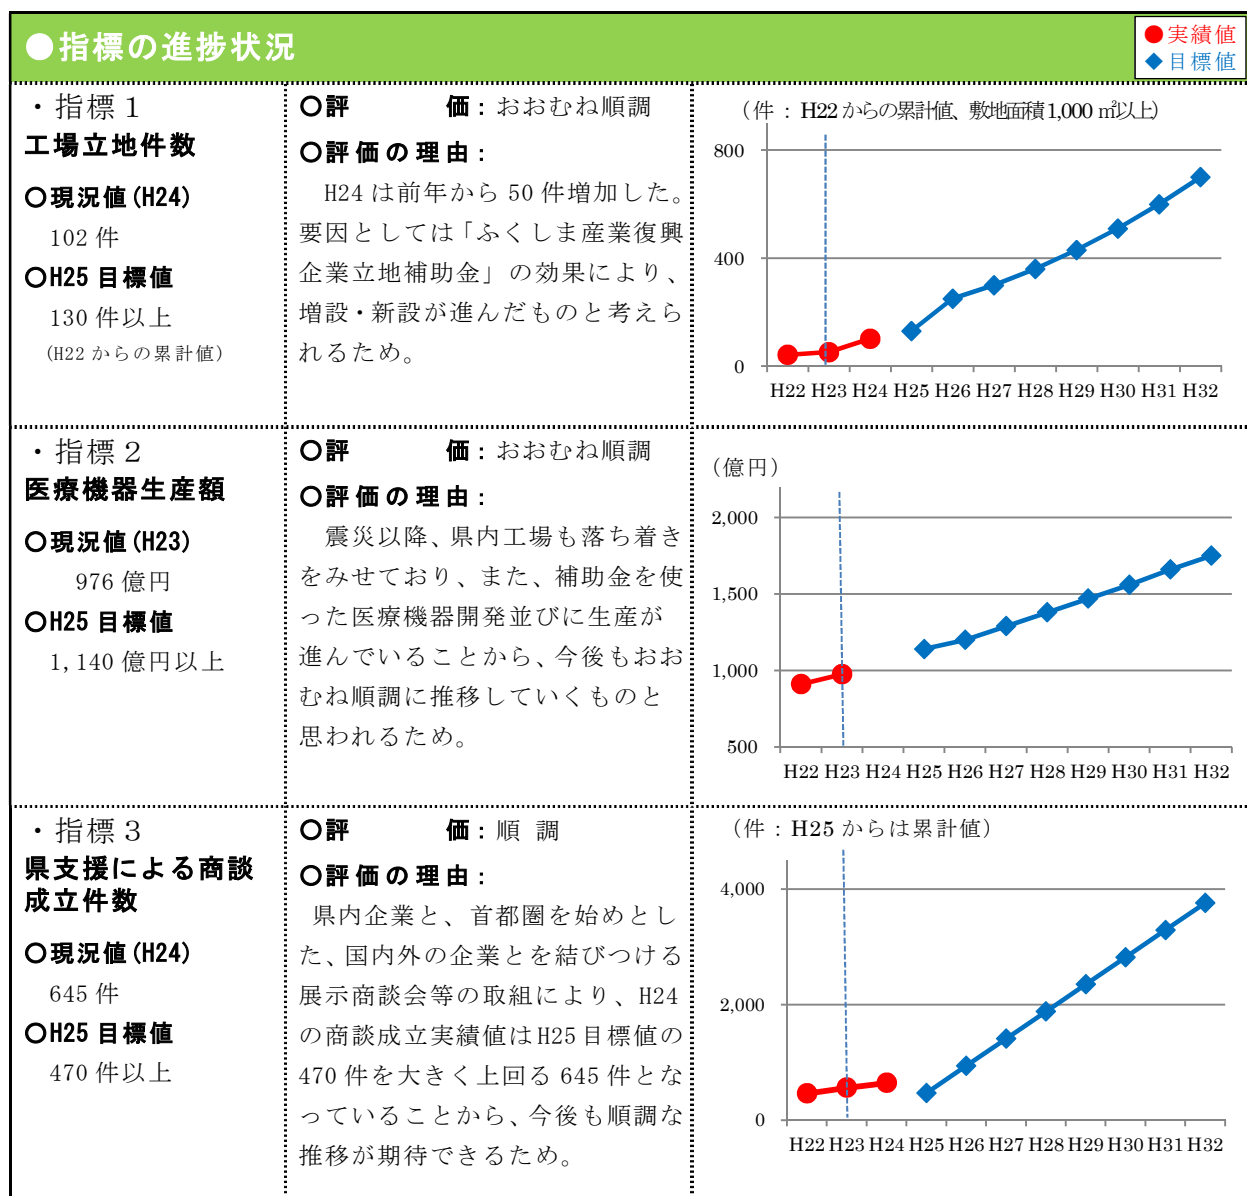 ●指標の進捗状況
●実績値
◆目標値
・指標１
工場立地件数
○現況値(H24)
102 件
○H25 目標値
130 件以上
(H22 からの累計値)
○評　　　価：おおむね順調
○評価の理由：
H24 は前年から 50 件増加した。
要因としては「ふくしま産業復興
企業立地補助金」の効果により、
増設・新設が進んだものと考えら
れるため。
（件：H22 からの累計値、敷地面積 1,000 ㎡以上）
800
400
0
H22 H23 H24 H25 H26 H27 H28 H29 H30 H31 H32
・指標２
医療機器生産額
○現況値(H23)
976 億円
○H25 目標値
1,140 億円以上
○評　　　価：おおむね順調
○評価の理由：
震災以降、県内工場も落ち着き
をみせており、また、補助金を使
った医療機器開発並びに生産が
進んでいることから、今後もおお
むね順調に推移していくものと
思われるため。
（億円）
2,000
1,500
1,000
500
H22 H23 H24 H25 H26 H27 H28 H29 H30 H31 H32
・指標３
県支援による商談
成立件数
○現況値(H24)
645 件
○H25 目標値
470 件以上
○評　　　価：順 調
○評価の理由：
県内企業と、首都圏を始めとし
た、国内外の企業とを結びつける
展示商談会等の取組により、H24
の商談成立実績値は H25 目標値の
470 件を大きく上回る 645 件とな
っていることから、今後も順調な
推移が期待できるため。
（件：H25 からは累計値）
4,000
2,000
0
H22 H23 H24 H25 H26 H27 H28 H29 H30 H31 H32